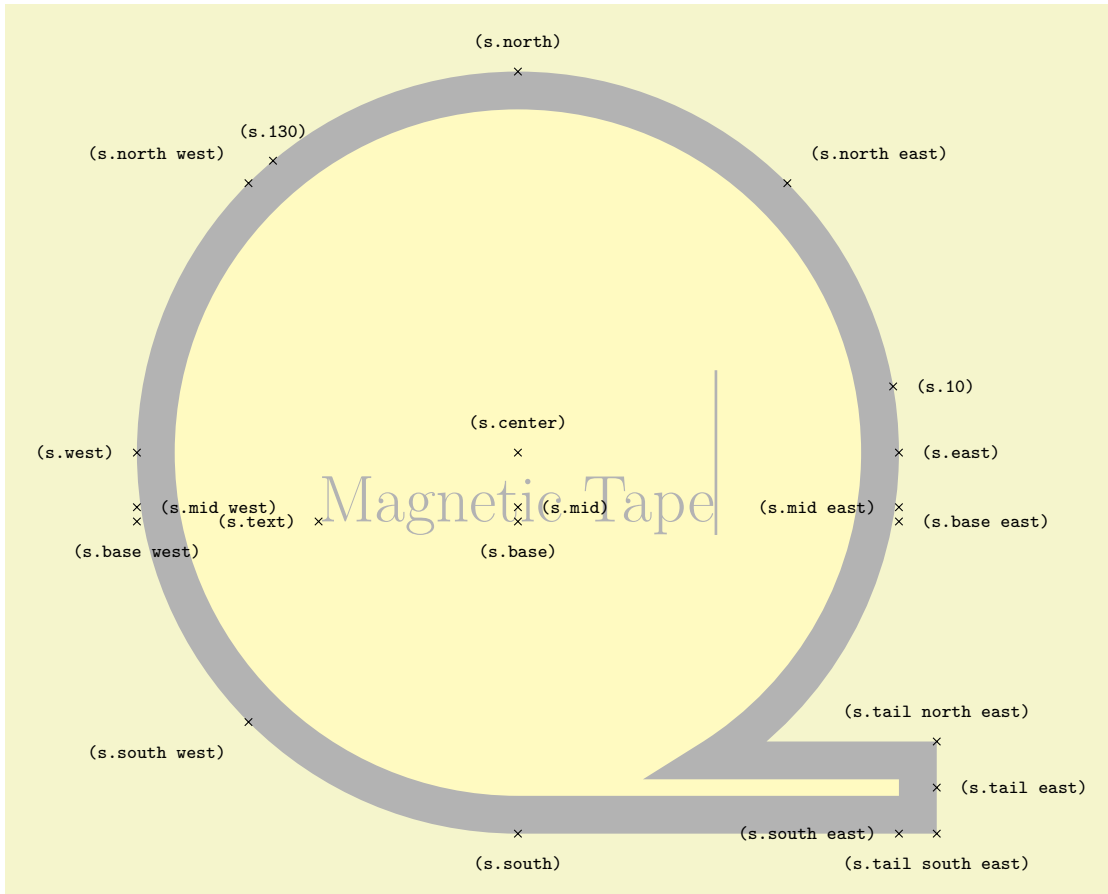 (s.north)
(s.130)
(s.north west)
(s.north east)
(s.10)
(s.center)
(s.west)
(s.east)
Magnetic Tape
(s.mid west)
(s.mid)
(s.mid east)
(s.text)
(s.base east)
(s.base west)
(s.base)
(s.tail north east)
(s.south west)
(s.tail east)
(s.south east)
(s.south)
(s.tail south east)